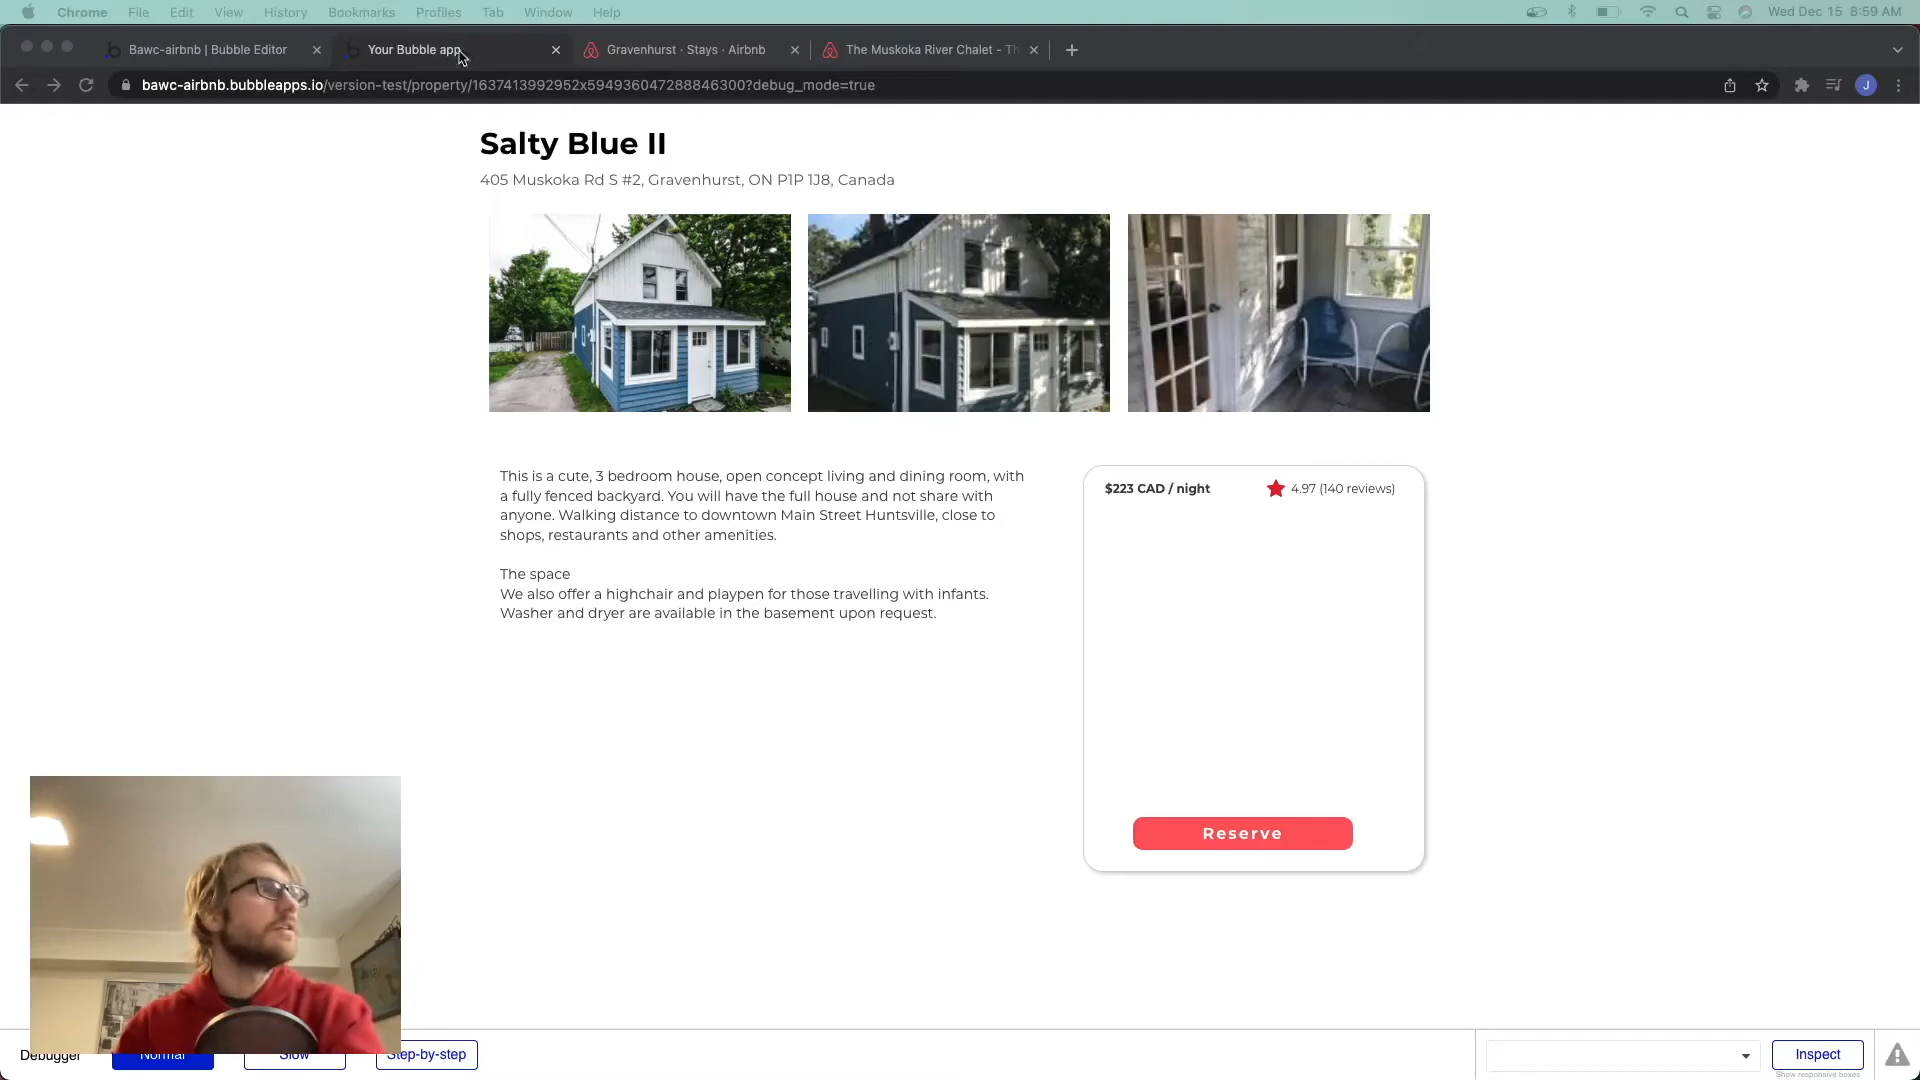 Chrome File Edit View History Bookmarks Profiles Tab Window Help Wed Dec 15 8:59 AM
Bawc-airbnb | Bubble Editor Your Bubble app Gravenhurst · Stays · Airbnb The Muskoka River Chalet - Th
bawc-airbnb.bubbleapps.io/version-test/property/1637413992952x594936047288846300?debug_mode=true J
Salty Blue II
405 Muskoka Rd S #2, Gravenhurst, ON P1P 1J8, Canada
This is a cute, 3 bedroom house, open concept living and dining room, with
a fully fenced backyard. You will have the full house and not share with
anyone. Walking distance to downtown Main Street Huntsville, close to
shops, restaurants and other amenities.
The space
We also offer a highchair and playpen for those travelling with infants.
Washer and dryer are available in the basement upon request.
$223 CAD / night 4.97 (140 reviews)
Reserve
Debugger Normal Slow Step-by-step Inspect
Show responsive boxes